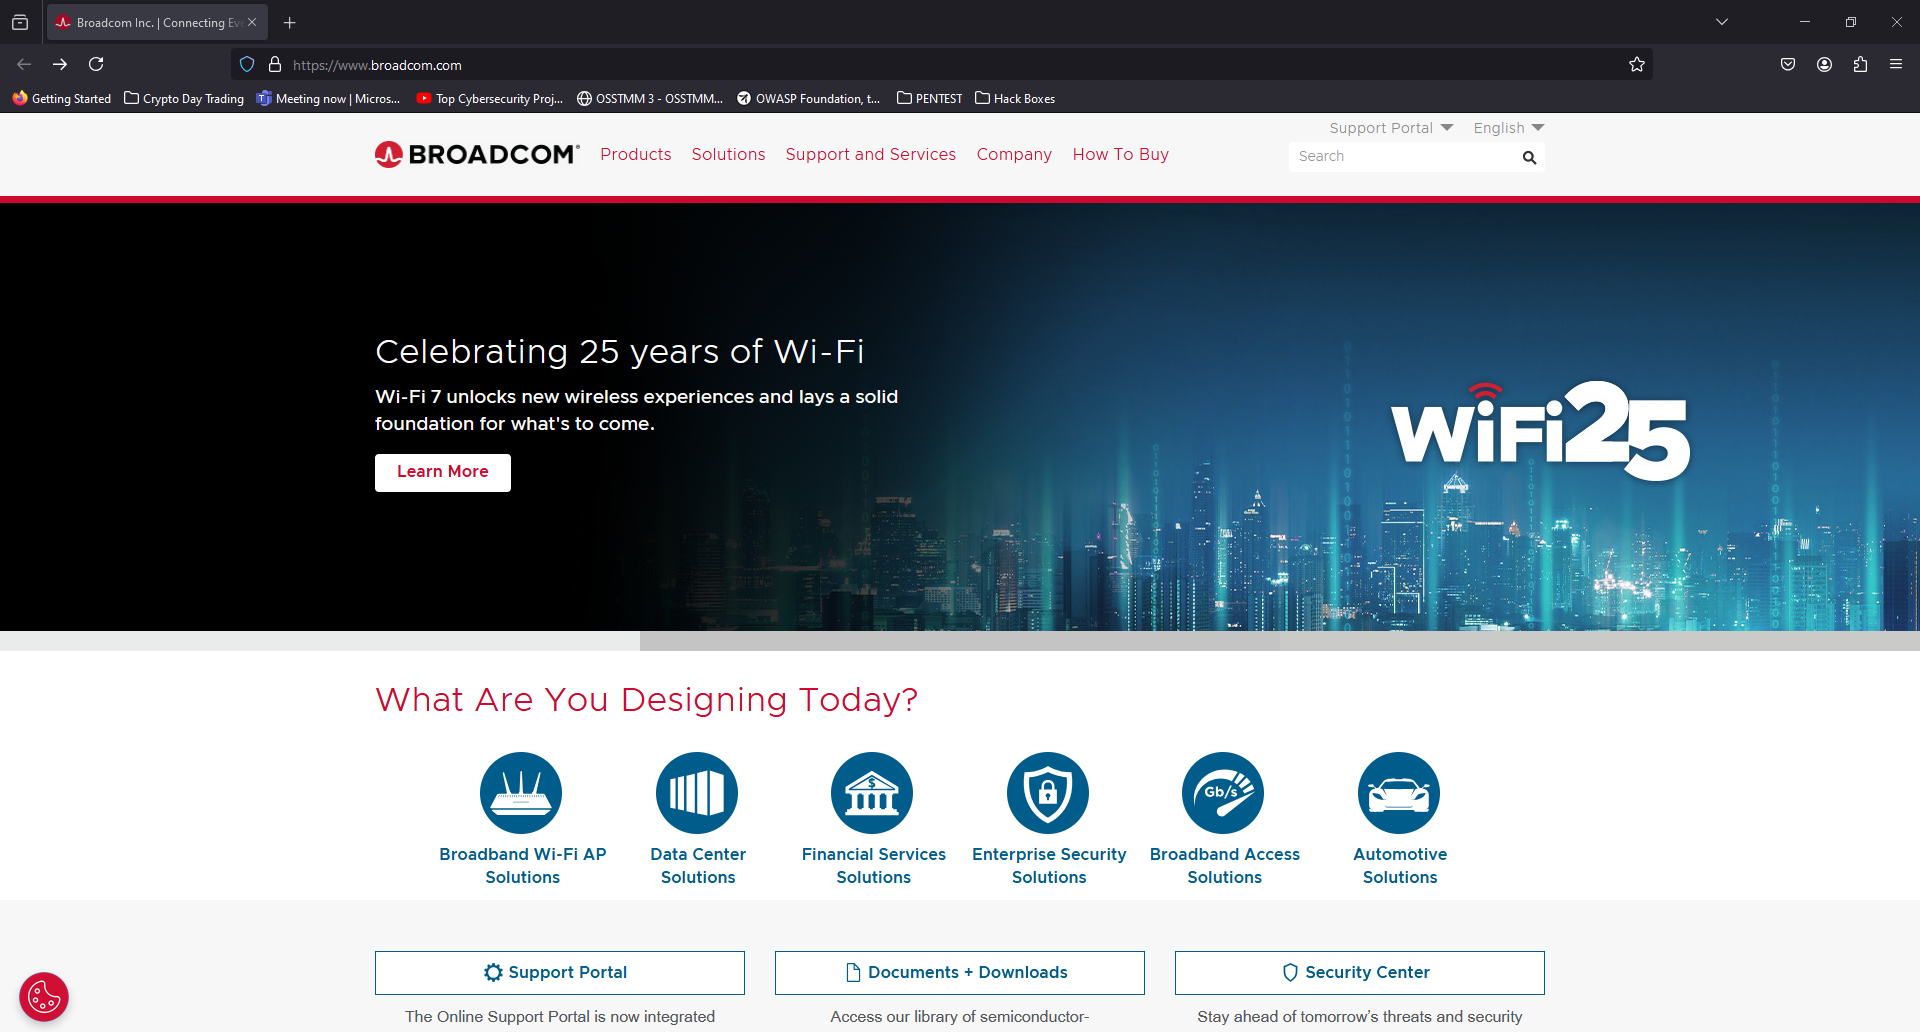 Broadcom Inc. | Connecting Eve
https://www.broadcom.com
Getting Started
Crypto Day Trading
Meeting now | Micros...
Top Cybersecurity Proj...
OSSTMM 3 - OSSTMM...
OWASP Foundation, t...
PENTEST
Hack Boxes
Support Portal
English
BROADCOM®
Products
Solutions
Support and Services
Company
How To Buy
Search
Celebrating 25 years of Wi-Fi
Wi-Fi 7 unlocks new wireless experiences and lays a solid
foundation for what's to come.
Learn More
WiFi25
What Are You Designing Today?
Gb/s
Broadband Wi-Fi AP
Solutions
Data Center
Solutions
Financial Services
Solutions
Enterprise Security
Solutions
Broadband Access
Solutions
Automotive
Solutions
Support Portal
Documents + Downloads
Security Center
The Online Support Portal is now integrated
Access our library of semiconductor-
Stay ahead of tomorrow's threats and security